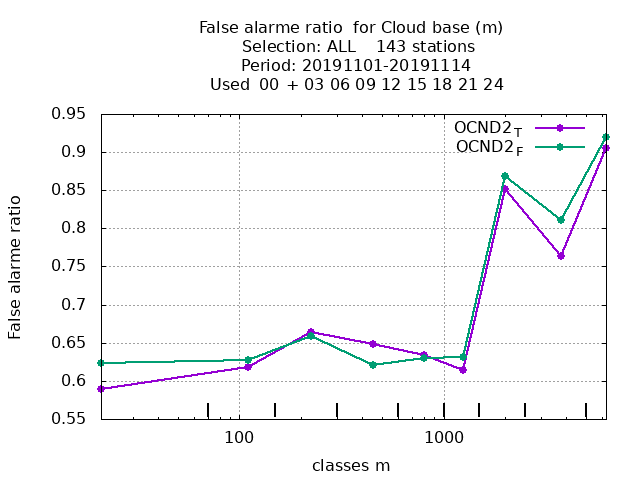 False alarme ratio  for Cloud base (m)
Selection: ALL    143 stations
Period: 20191101-20191114
Used  00 + 03 06 09 12 15 18 21 24
OCND2T
OCND2F
0.95
0.9
0.85
0.8
0.75
0.7
0.65
0.6
0.55
False alarme ratio
100
1000
classes m